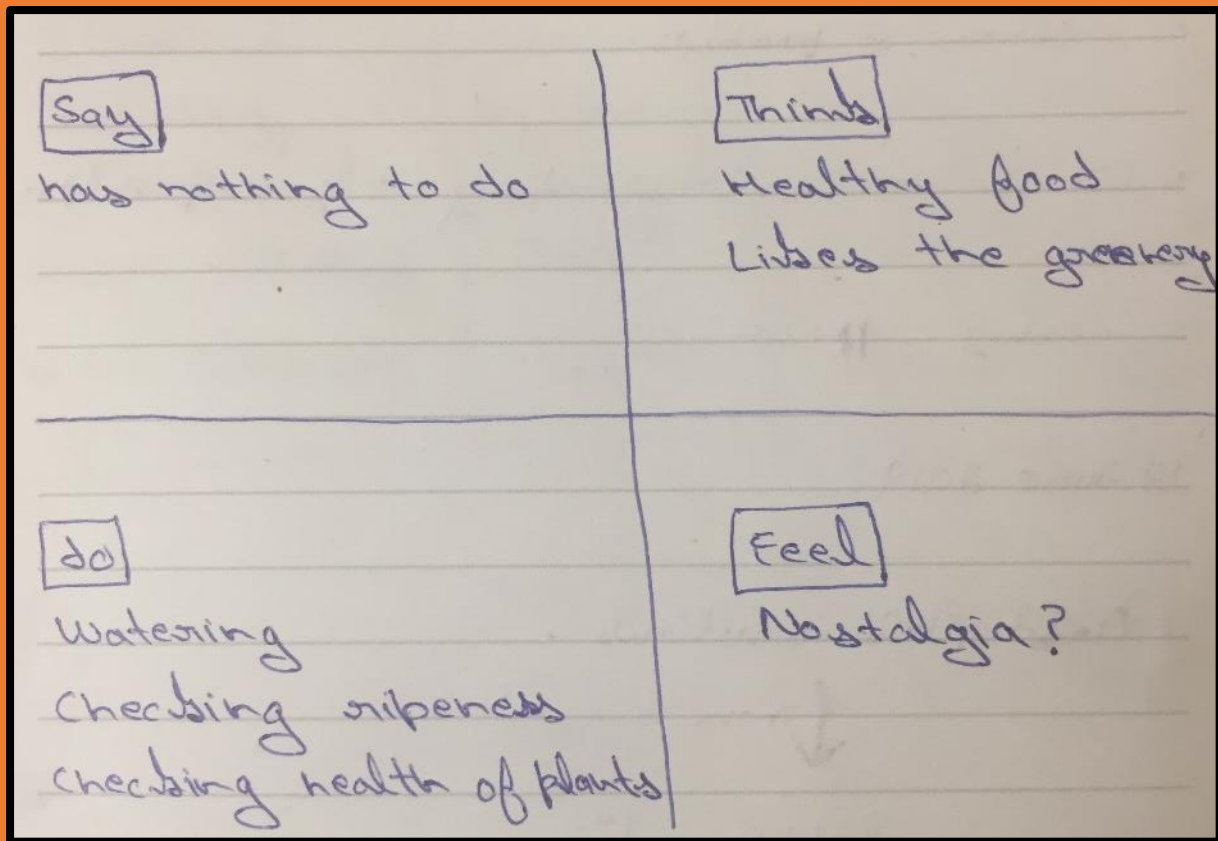 Say
has nothing to do
Think
Healthy food
Likes the greenery
do
Watering
Checking ripeness
Checking health of plants
Feel
Nostalgia?